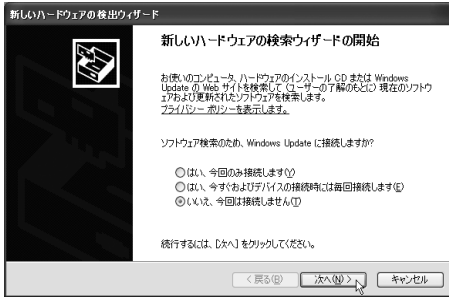 新しいハードウェアの検出ウィザード
新しいハードウェアの検索ウィザードの開始
お使いのコンピュータ、ハードウェアのインストール CD または Windows
Update の Web サイトを検索して (ユーザーの了解のもとに) 現在のソフトウ
ェアおよび更新されたソフトウェアを検索します。
プライバシー ポリシーを表示します。
ソフトウェア検索のため、Windows Update に接続しますか?
はい、今回のみ接続します(Y)
はい、今すぐおよびデバイスの接続時には毎回接続します(E)
いいえ、今回は接続しません(T)
続行するには、[次へ] をクリックしてください。
< 戻る(B)
次へ(N) >
キャンセル